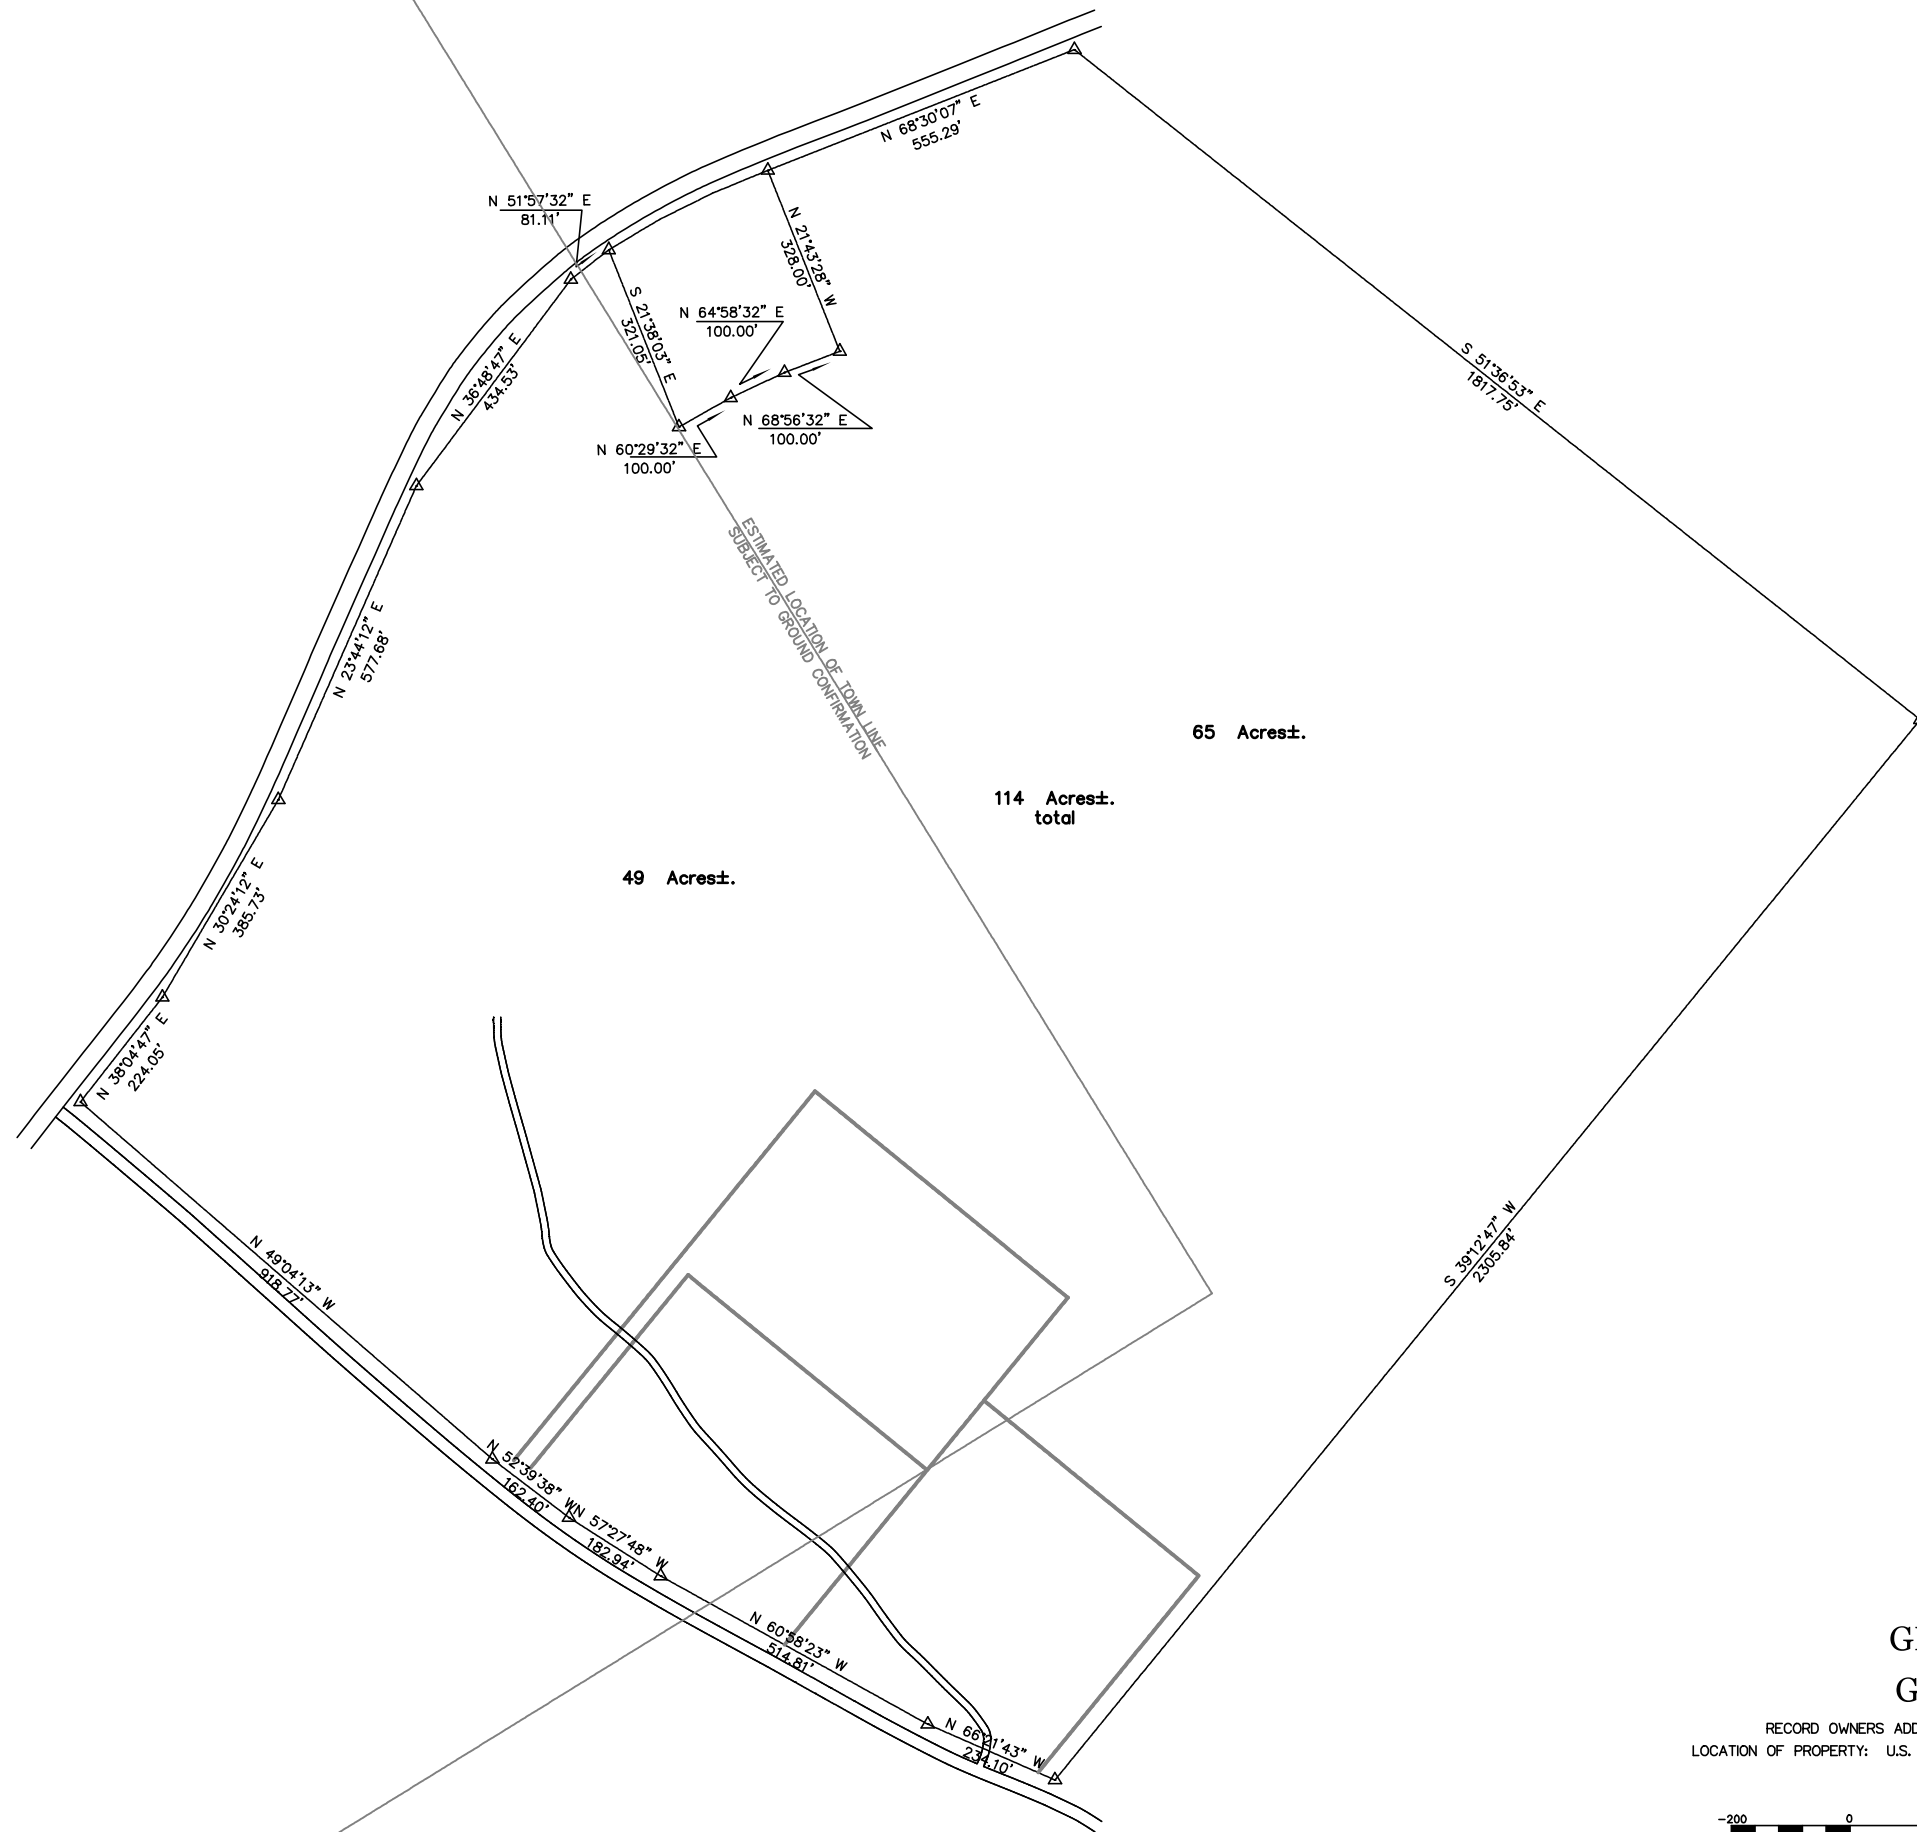 N 68°30'07" E
555.29'
N 51°57'32" E
81.11'
N 21°43'28" W
328.00'
S 21°38'03" E
321.05'
N 64°58'32" E
100.00'
N 36°48'47" E
434.53'
S 51°36'53" E
1817.75'
N 68°56'32" E
100.00'
N 60°29'32" E
100.00'
ESTIMATED LOCATION OF TOWN LINE
SUBJECT TO GROUND CONFIRMATION
N 23°44'12" E
577.68'
65 Acres±.
114 Acres±.
total
49 Acres±.
N 30°24'12" E
385.73'
N 38°04'47" E
224.05'
N 49°04'13" W
918.77'
S 39°12'47" W
2305.84'
N 52°39'38" W
162.40'
N 57°27'48" W
182.94'
N 60°58'23" W
514.81'
N 66°21'43" W
234.10'
G
RECORD OWNERS ADD
LOCATION OF PROPERTY: U.S.
-200 0